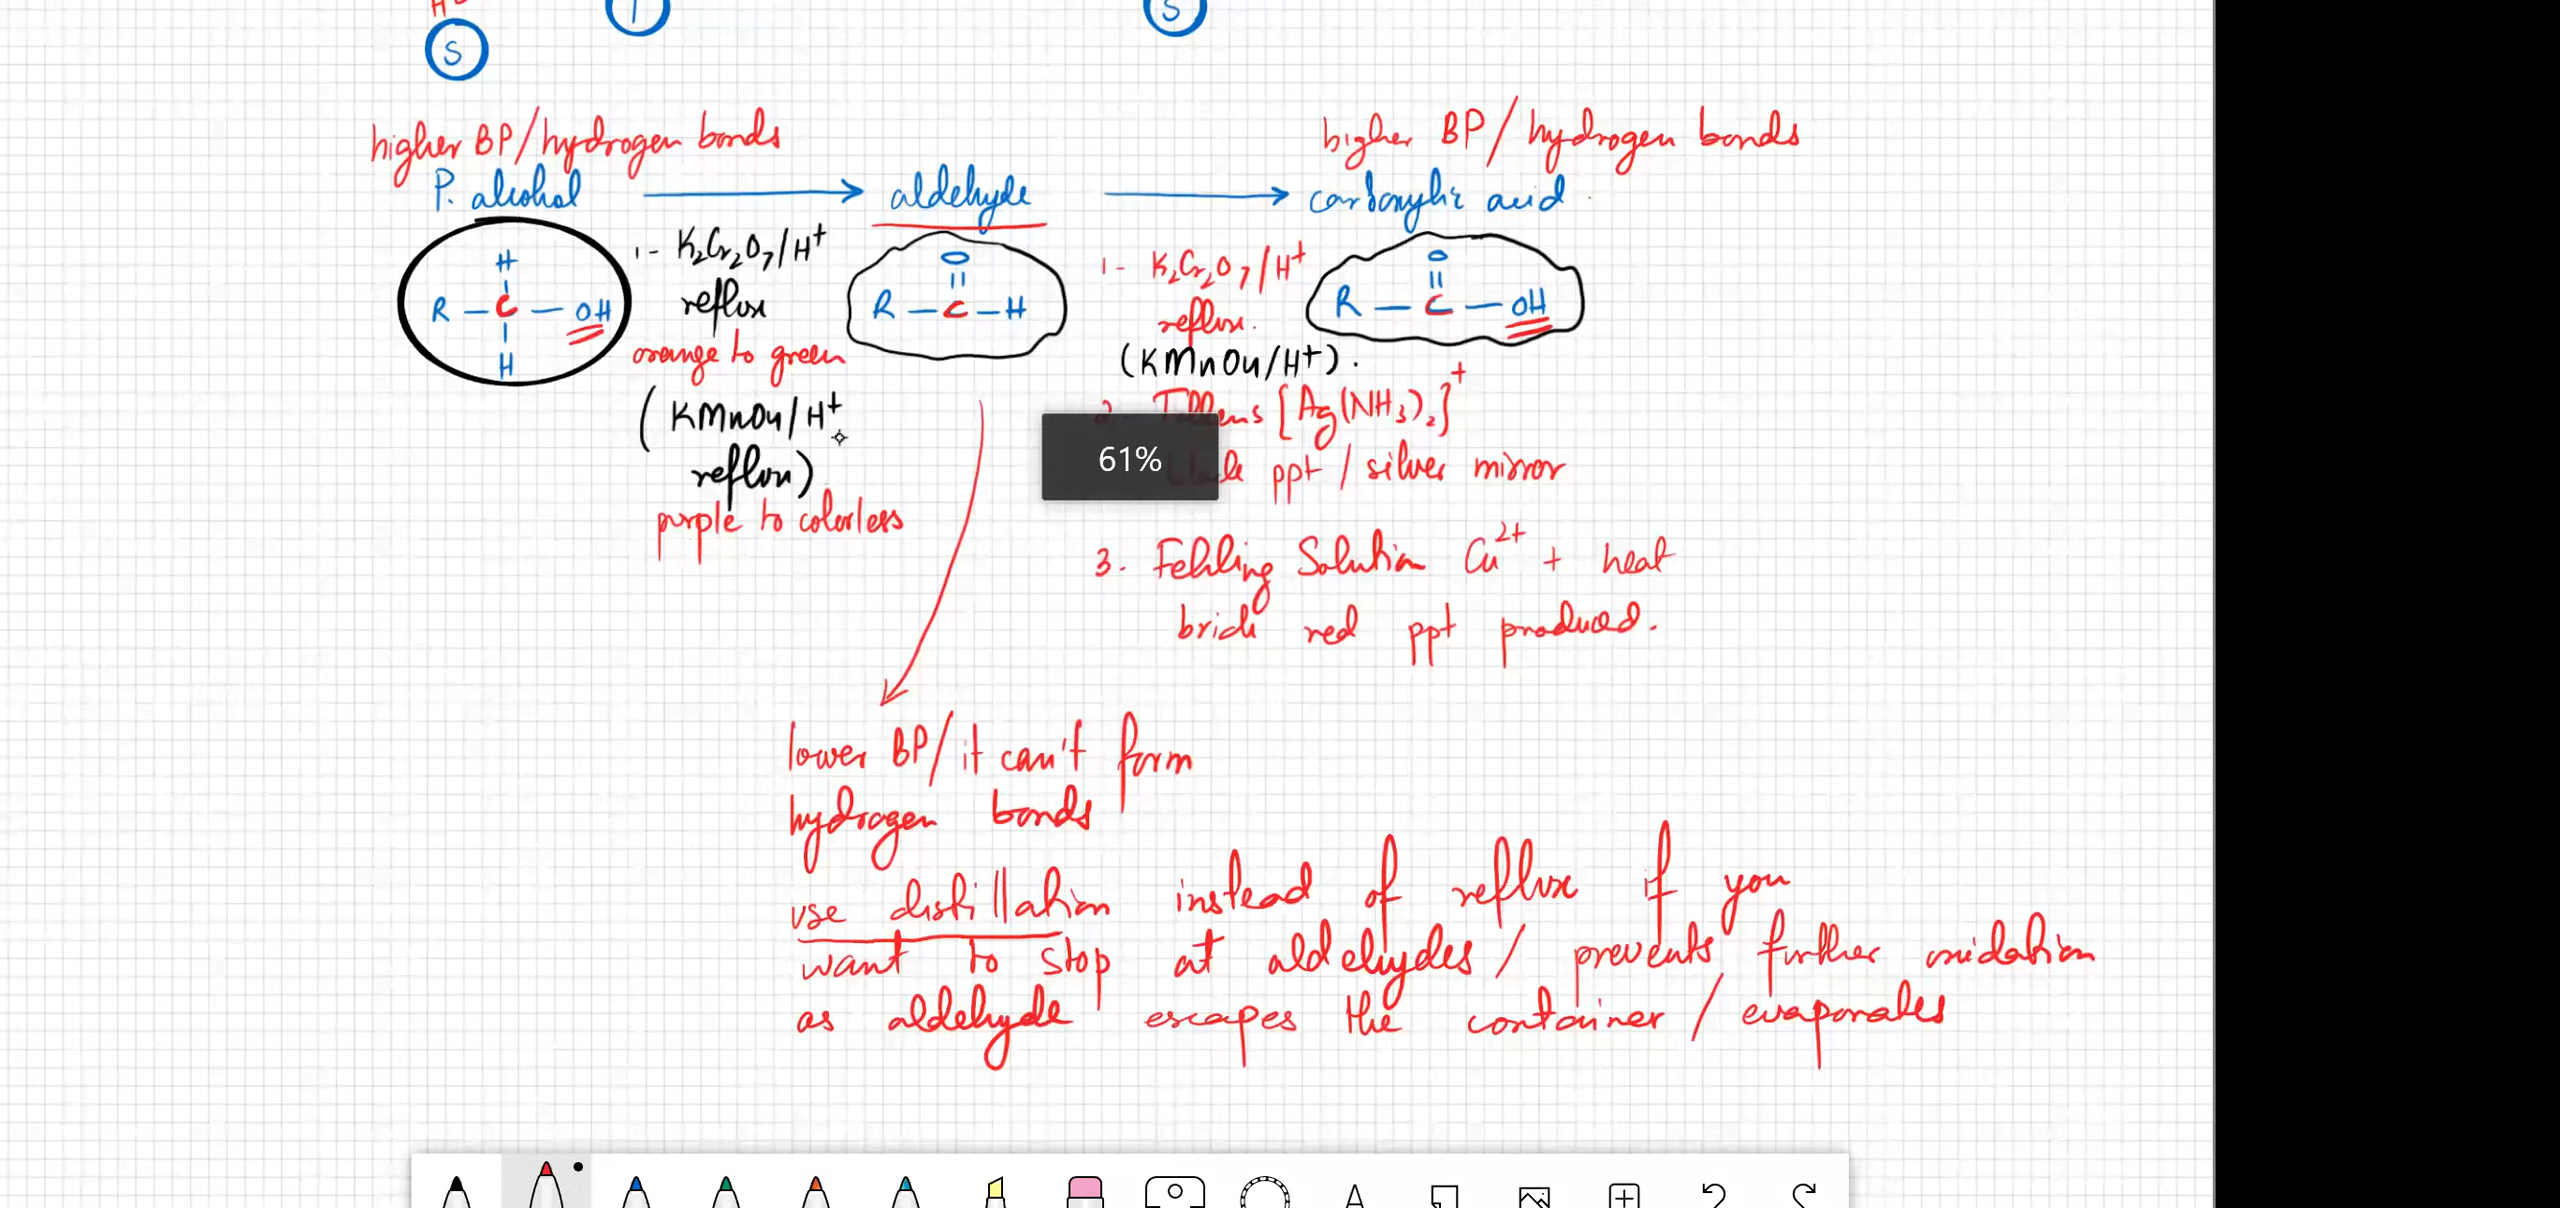 S
S
higher BP/hydrogen bonds
higher BP/hydrogen bonds
P. alcohol → aldehyde → carboxylic acid
H
R — C — OH
H
1- K₂Cr₂O₇/H⁺
reflux
orange to green
(KMnO4/H⁺
reflux)
purple to colorless
O
R — C — H
1- K₂Cr₂O₇/H⁺
reflux.
(KMnO4/H⁺).
O
R — C — OH
2. Tollens [Ag(NH₃)₂]⁺
61%
ppt / silver mirror
3. Fehling Solution Cu²⁺ + heat
brick red ppt produced.
lower BP/it can't form
hydrogen bonds
use distillation instead of reflux if you
want to stop at aldehydes/ prevents further oxidation
as aldehyde escapes the container/evaporates